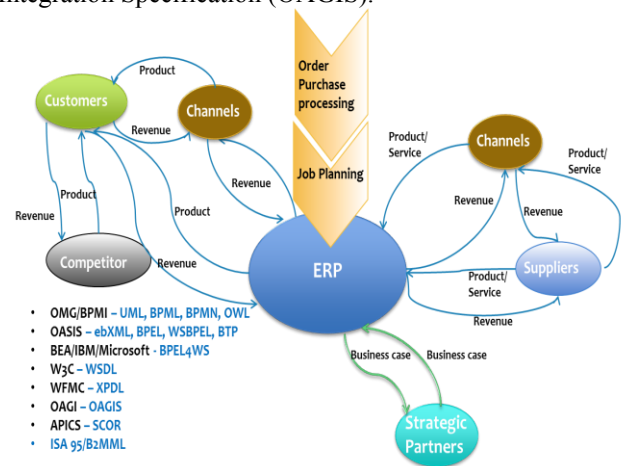 Integration Specification (OAGIS).
Order
Purchase
processing
Job Planning
Product
Customers
Channels
Revenue
Revenue
Product
Product
Revenue
Competitor
Revenue
ERP
Product/
Service
Channels
Product/
Service
Revenue
Revenue
Product/
Service
Suppliers
Revenue
Business case
Business case
Strategic
Partners
• OMG/BPMI – UML, BPML, BPMN, OWL
• OASIS – ebXML, BPEL, WSBPEL, BTP
• BEA/IBM/Microsoft - BPEL4WS
• W3C – WSDL
• WFMC – XPDL
• OAGI – OAGIS
• APICS – SCOR
• ISA 95/B2MML